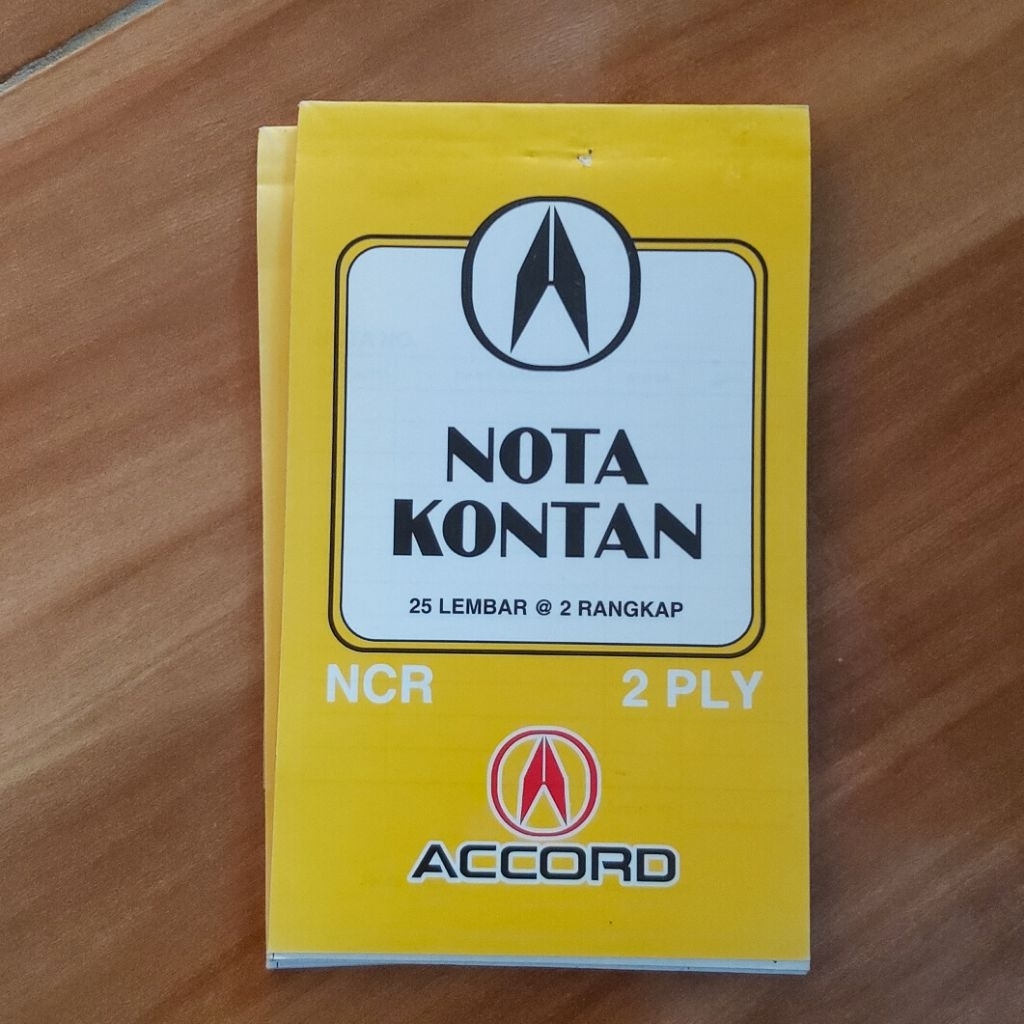 NOTA
KONTAN
25 LEMBAR @ 2 RANGKAP
NCR 2 PLY
ACCORD